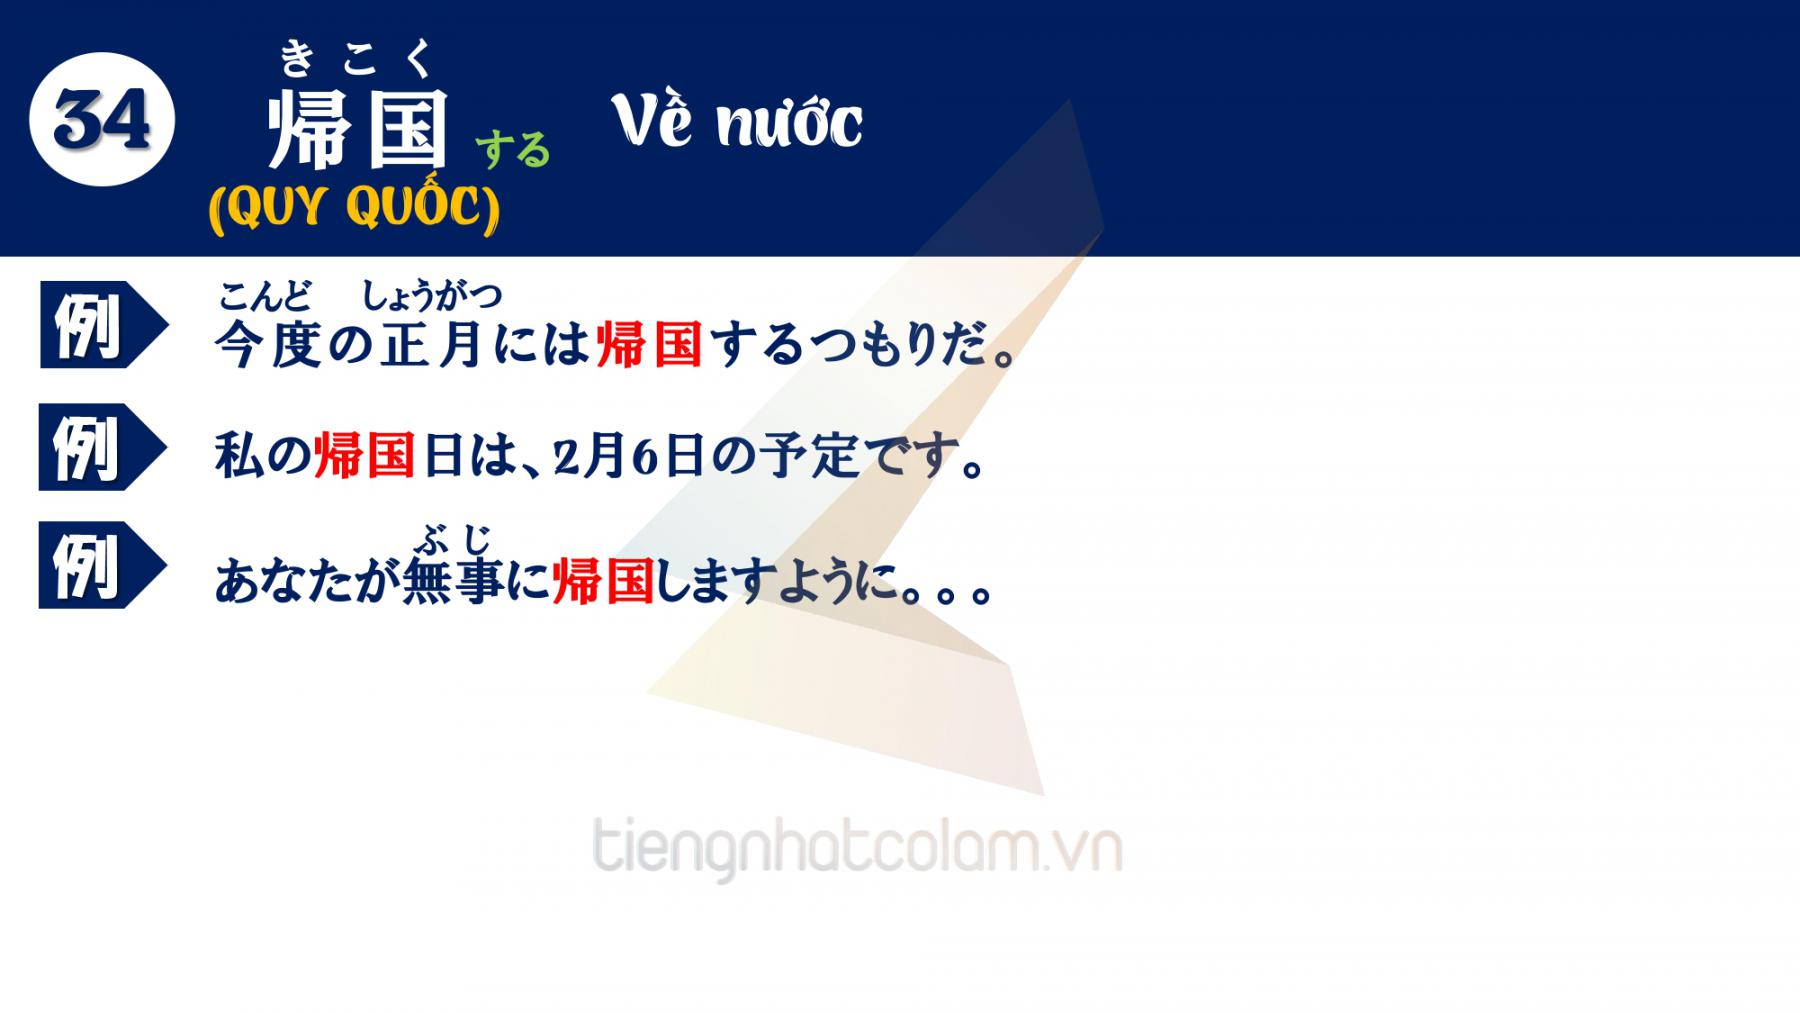 34
きこく
帰国する
Về nước
(QUY QUỐC)
こんど しょうがつ
例 今度の正月には帰国するつもりだ。
例 私の帰国日は、2月6日の予定です。
ぶじ
例 あなたが無事に帰国しますように。。。
tiengnhatcolam.vn